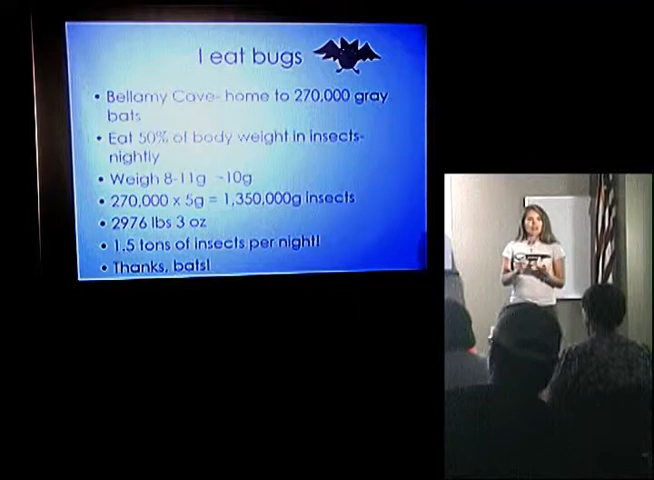 I eat bugs
• Bellamy Cave- home to 270,000 gray
bats
• Eat 50% of body weight in insects-
nightly
• Weigh 8-11g ~10g
• 270,000 x 5g = 1,350,000g insects
• 2976 lbs 3 oz
• 1.5 tons of insects per night!
• Thanks, bats!